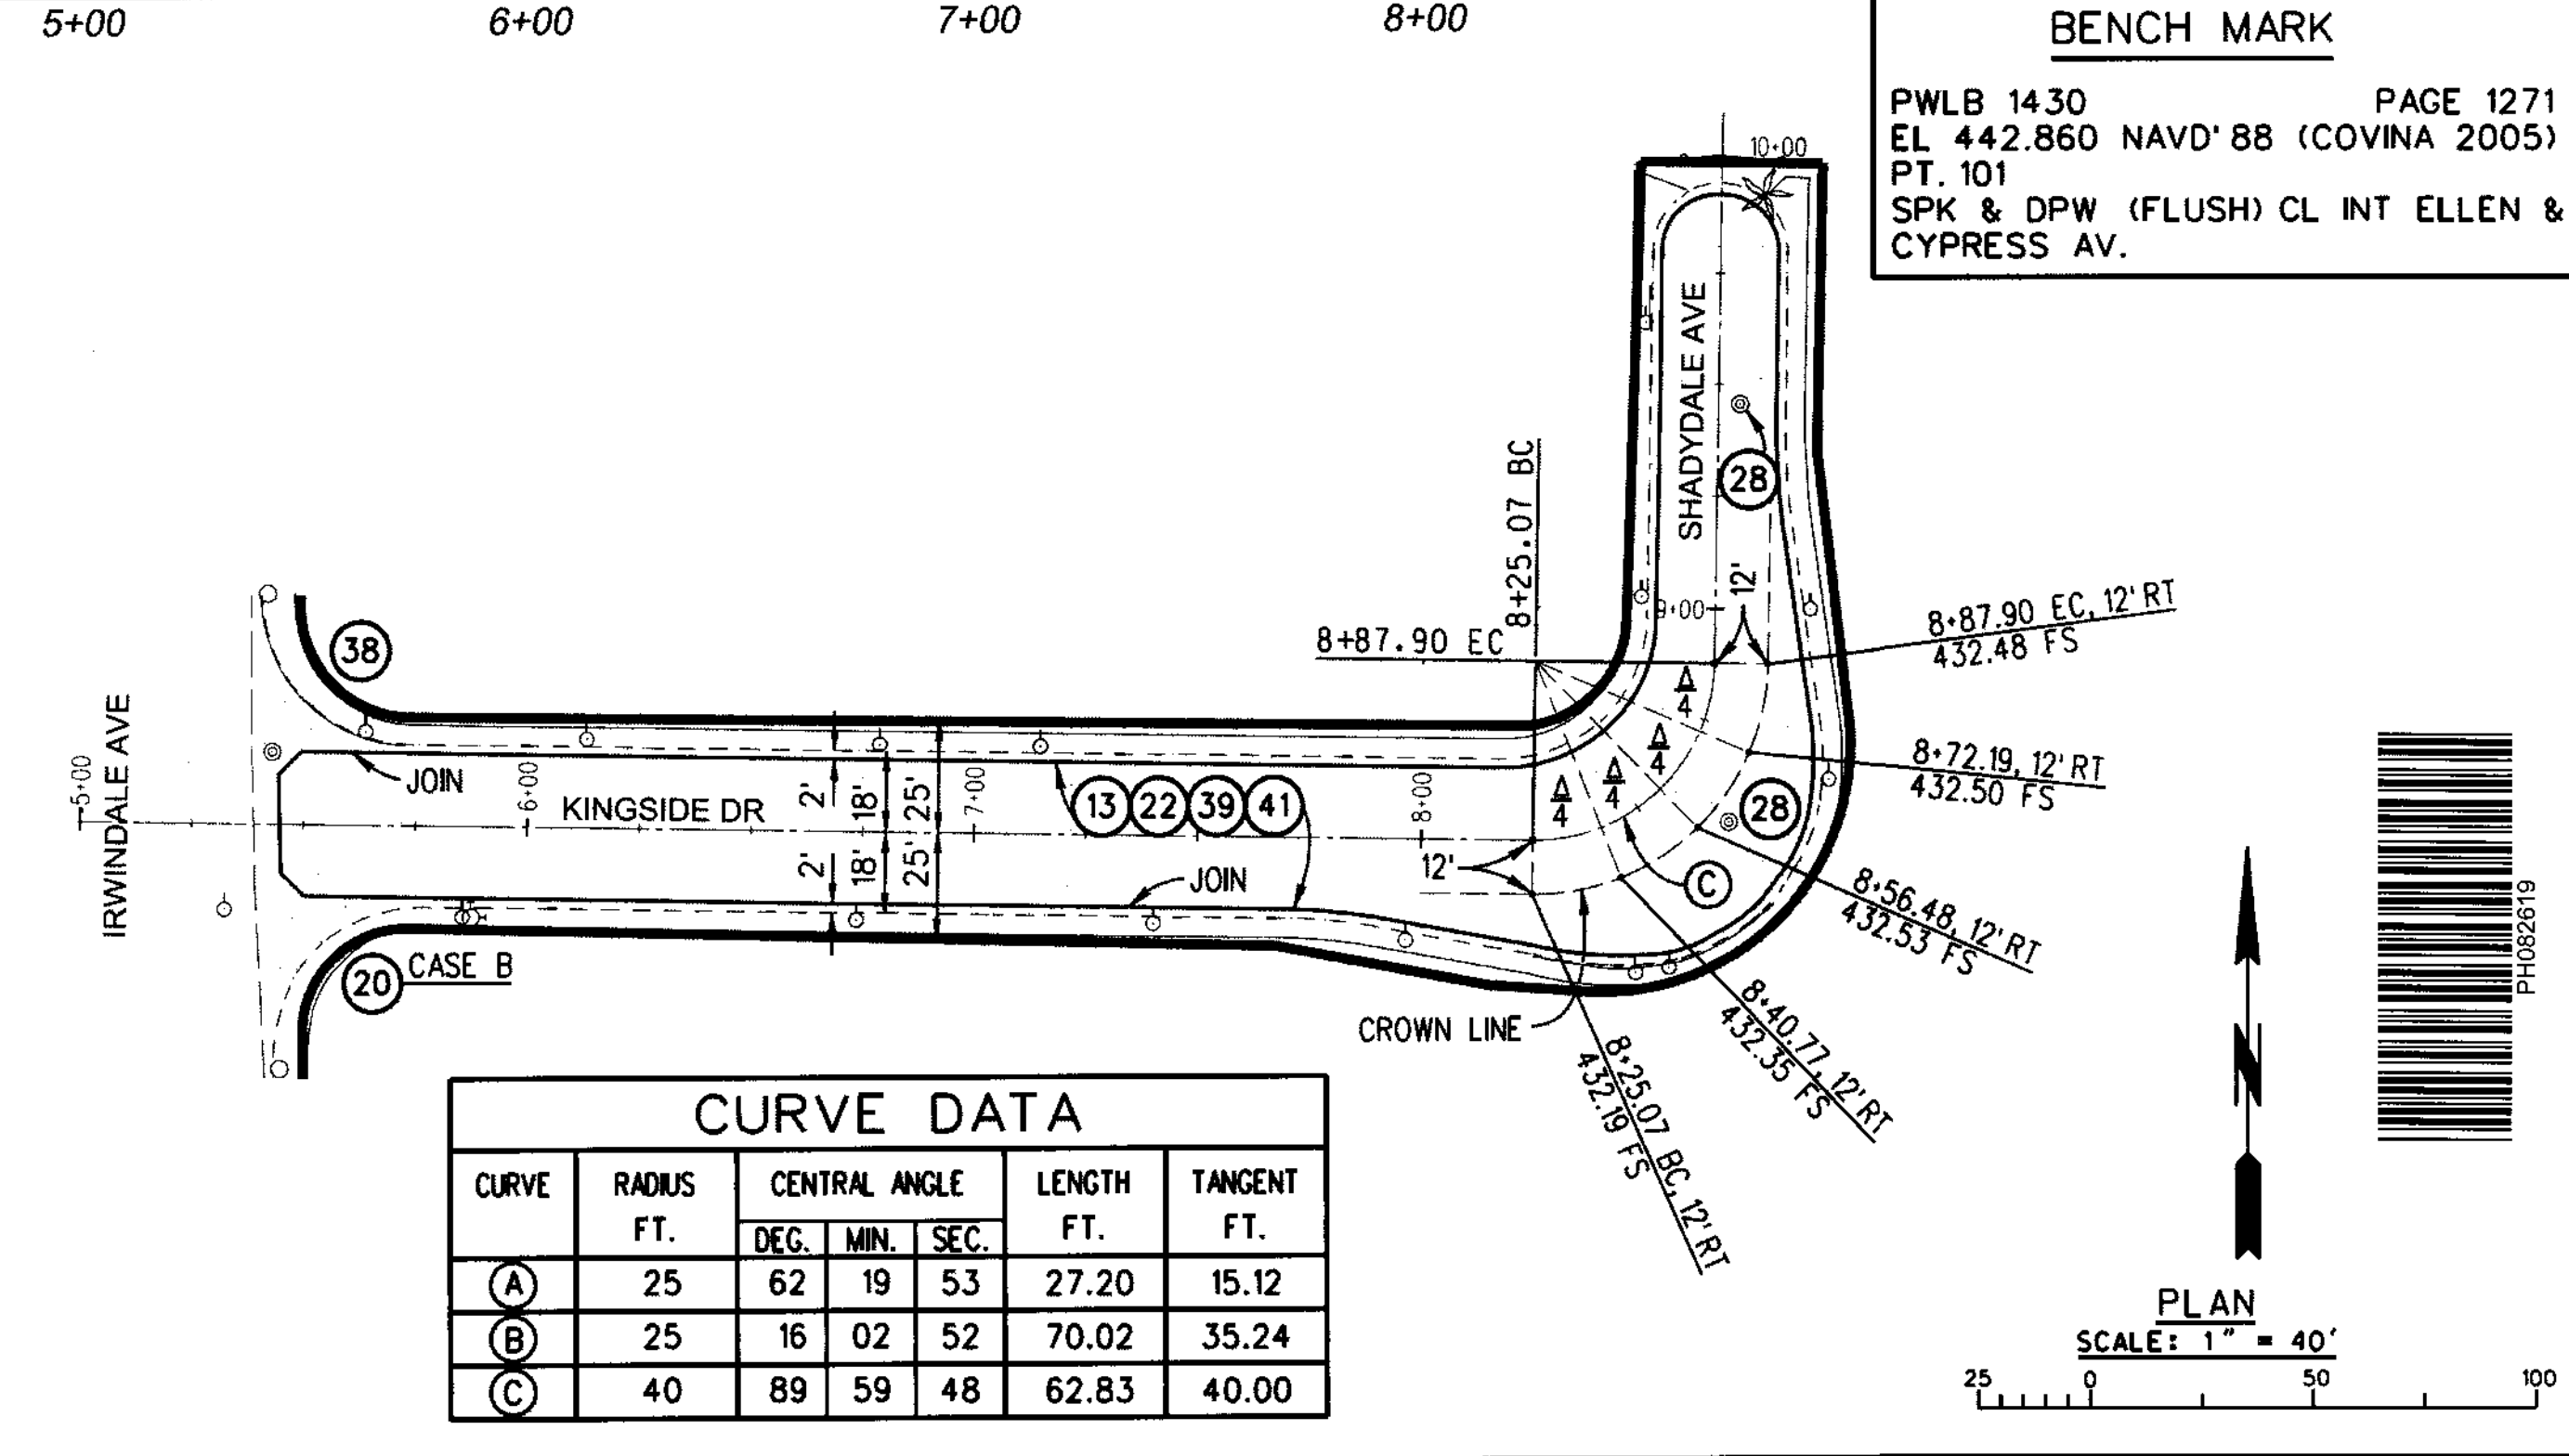 5+00 6+00 7+00 8+00
BENCH MARK
PWLB 1430 PAGE 1271
EL 442.860 NAVD'88 (COVINA 2005)
PT. 101
SPK & DPW (FLUSH) CL INT ELLEN &
CYPRESS AV.
10+00
SHADYDALE AVE
28
12'
9+00
8+25.07 BC
8+87.90 EC
8+87.90 EC, 12' RT
432.48 FS
8+72.19, 12' RT
432.50 FS
8+56.48, 12' RT
432.53 FS
8+40.77, 12' RT
432.35 FS
8+25.07 BC, 12' RT
432.19 FS
Δ
4
Δ
4
Δ
4
Δ
4
28
C
12'
CROWN LINE
38
IRWINDALE AVE
5+00
JOIN
6+00
KINGSIDE DR
2' 18' 25'
2' 18' 25'
7+00
13 22 39 41
8+00
JOIN
20 CASE B
PH082619
CURVE DATA
CURVE RADIUS FT. CENTRAL ANGLE LENGTH FT. TANGENT FT.
DEG. MIN. SEC.
A 25 62 19 53 27.20 15.12
B 25 16 02 52 70.02 35.24
C 40 89 59 48 62.83 40.00
N
PLAN
SCALE: 1" = 40'
25 0 50 100